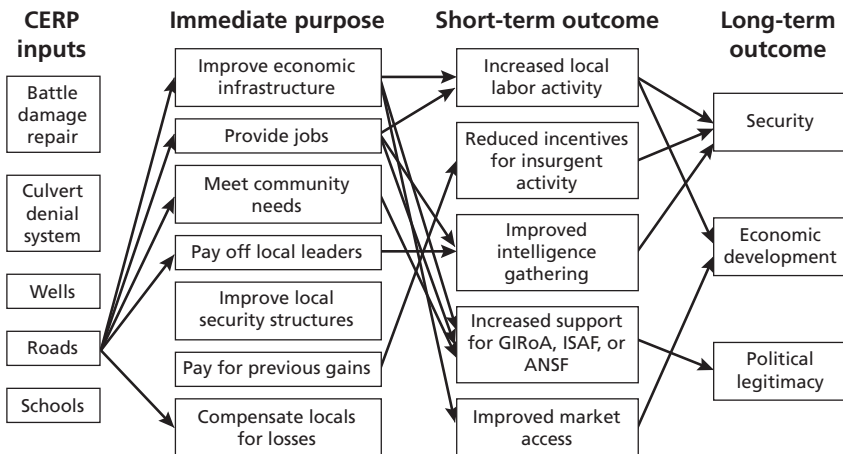 CERP
inputs
Immediate purpose
Short-term outcome
Long-term
outcome
Battle
damage
repair
Culvert
denial
system
Wells
Roads
Schools
Improve economic
infrastructure
Provide jobs
Meet community
needs
Pay off local leaders
Improve local
security structures
Pay for previous gains
Compensate locals
for losses
Increased local
labor activity
Reduced incentives
for insurgent
activity
Improved
intelligence
gathering
Increased support
for GIRoA, ISAF, or
ANSF
Improved market
access
Security
Economic
development
Political
legitimacy